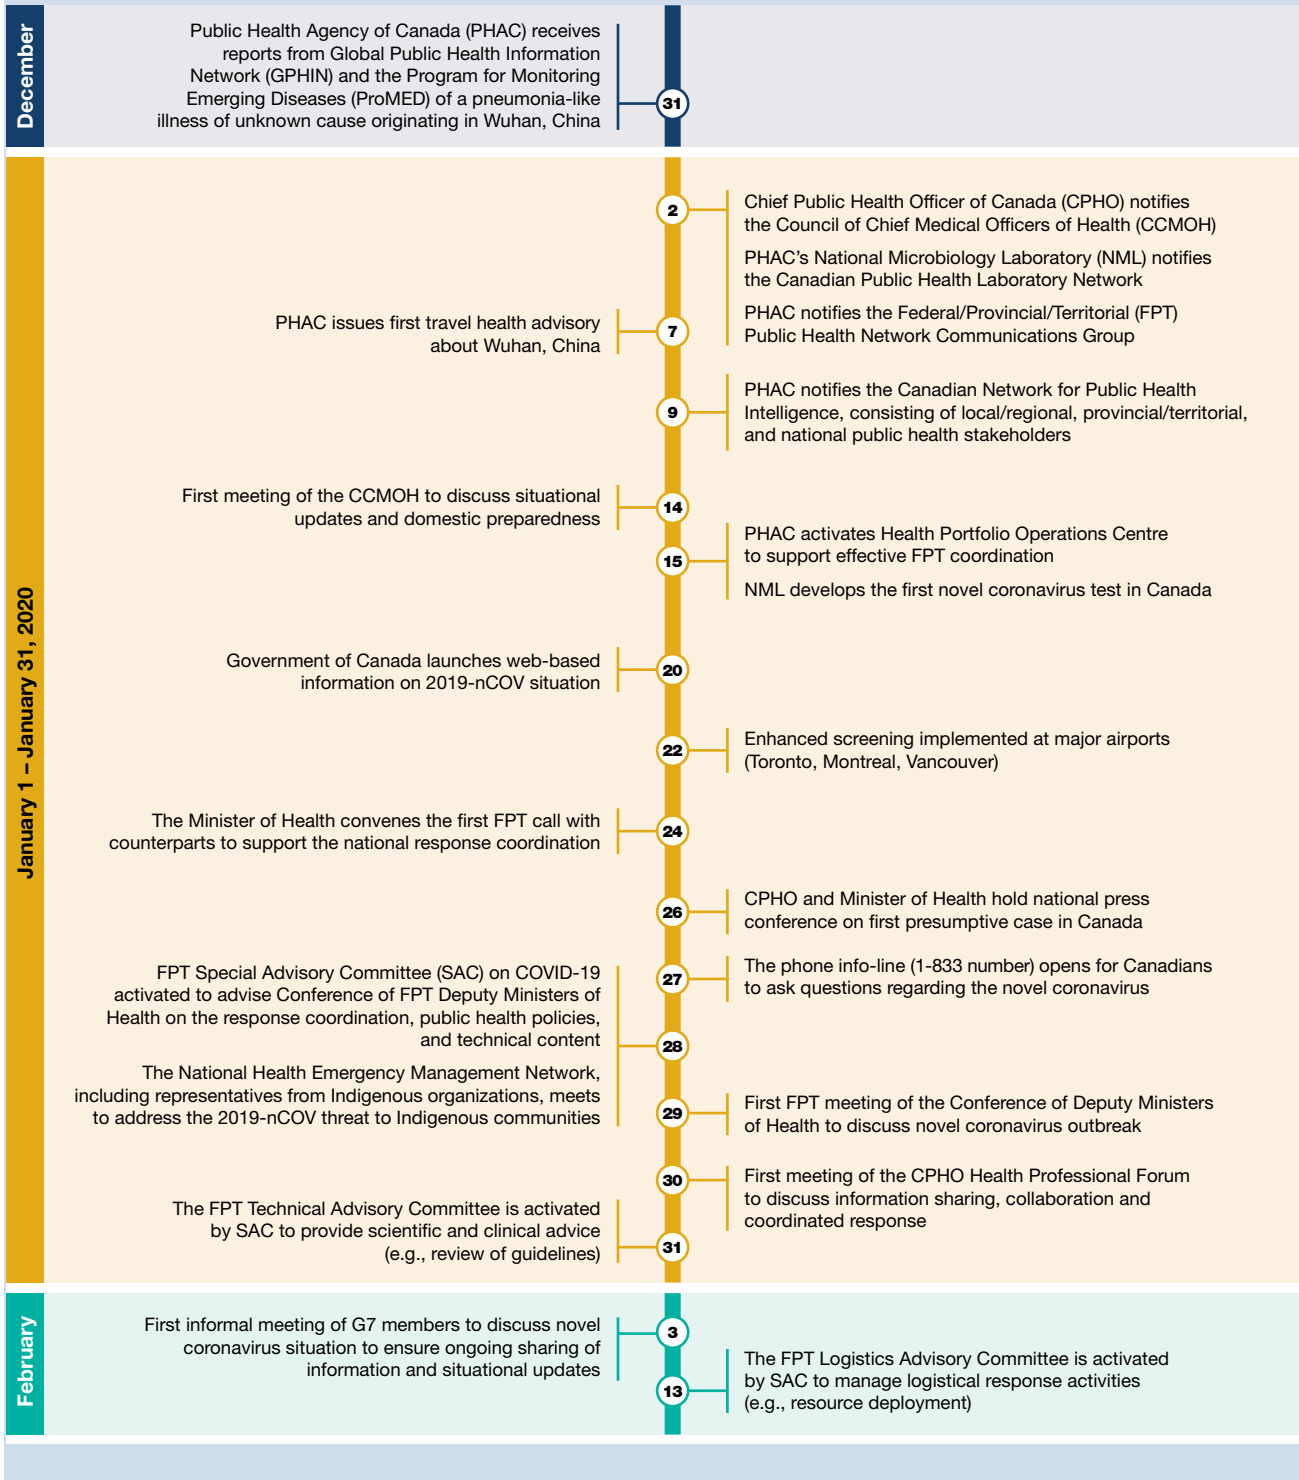 December
Public Health Agency of Canada (PHAC) receives
reports from Global Public Health Information
Network (GPHIN) and the Program for Monitoring
Emerging Diseases (ProMED) of a pneumonia-like
illness of unknown cause originating in Wuhan, China
31
January 1 – January 31, 2020
2
Chief Public Health Officer of Canada (CPHO) notifies
the Council of Chief Medical Officers of Health (CCMOH)
PHAC's National Microbiology Laboratory (NML) notifies
the Canadian Public Health Laboratory Network
PHAC notifies the Federal/Provincial/Territorial (FPT)
Public Health Network Communications Group
PHAC issues first travel health advisory
about Wuhan, China
7
9
PHAC notifies the Canadian Network for Public Health
Intelligence, consisting of local/regional, provincial/territorial,
and national public health stakeholders
First meeting of the CCMOH to discuss situational
updates and domestic preparedness
14
15
PHAC activates Health Portfolio Operations Centre
to support effective FPT coordination
NML develops the first novel coronavirus test in Canada
Government of Canada launches web-based
information on 2019-nCOV situation
20
22
Enhanced screening implemented at major airports
(Toronto, Montreal, Vancouver)
The Minister of Health convenes the first FPT call with
counterparts to support the national response coordination
24
26
CPHO and Minister of Health hold national press
conference on first presumptive case in Canada
27
The phone info-line (1-833 number) opens for Canadians
to ask questions regarding the novel coronavirus
FPT Special Advisory Committee (SAC) on COVID-19
activated to advise Conference of FPT Deputy Ministers of
Health on the response coordination, public health policies,
and technical content
The National Health Emergency Management Network,
including representatives from Indigenous organizations, meets
to address the 2019-nCOV threat to Indigenous communities
28
29
First FPT meeting of the Conference of Deputy Ministers
of Health to discuss novel coronavirus outbreak
30
First meeting of the CPHO Health Professional Forum
to discuss information sharing, collaboration and
coordinated response
The FPT Technical Advisory Committee is activated
by SAC to provide scientific and clinical advice
(e.g., review of guidelines)
31
February
First informal meeting of G7 members to discuss novel
coronavirus situation to ensure ongoing sharing of
information and situational updates
3
13
The FPT Logistics Advisory Committee is activated
by SAC to manage logistical response activities
(e.g., resource deployment)